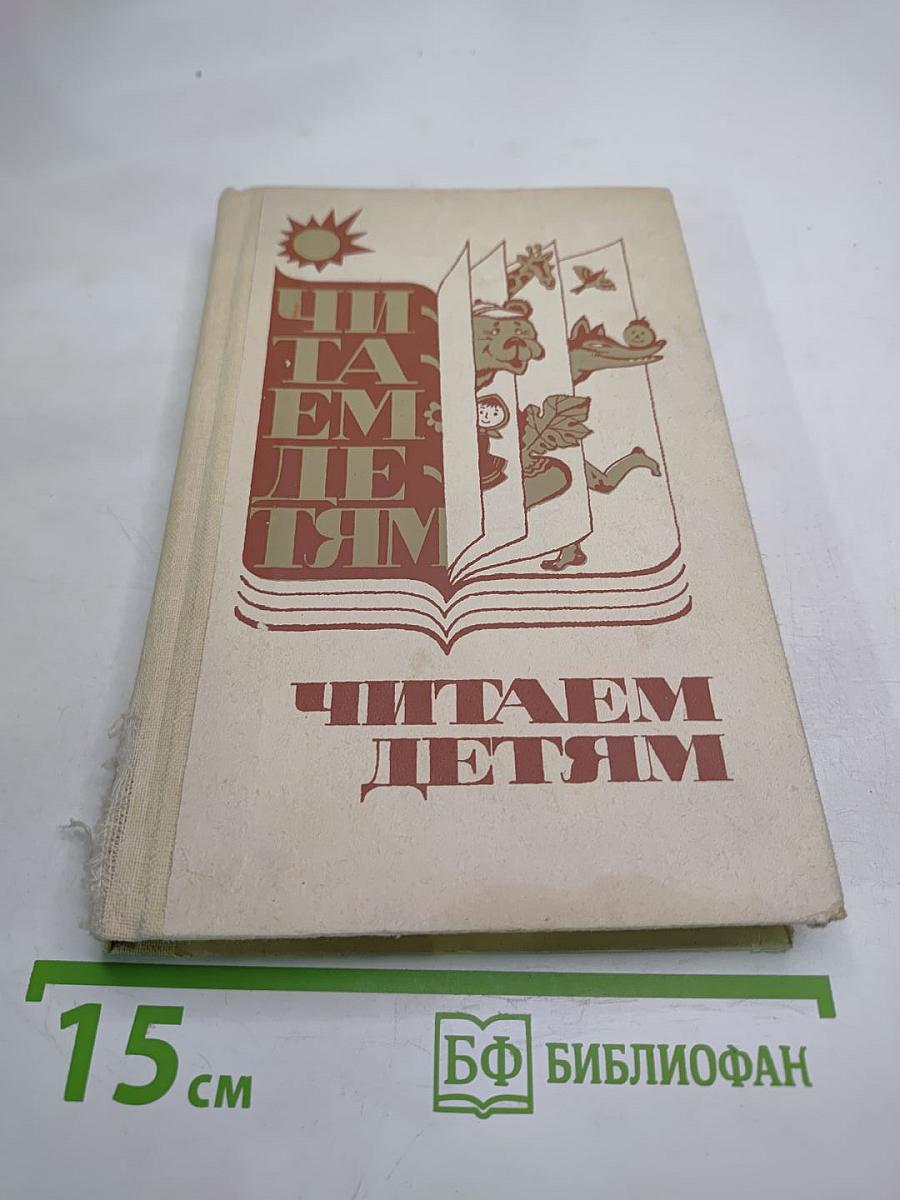 ЧИ
ТА
ЕМ
ДЕ
ТЯМ
ЧИТАЕМ
ДЕТЯМ
15 см
БФ БИБЛИОФАН